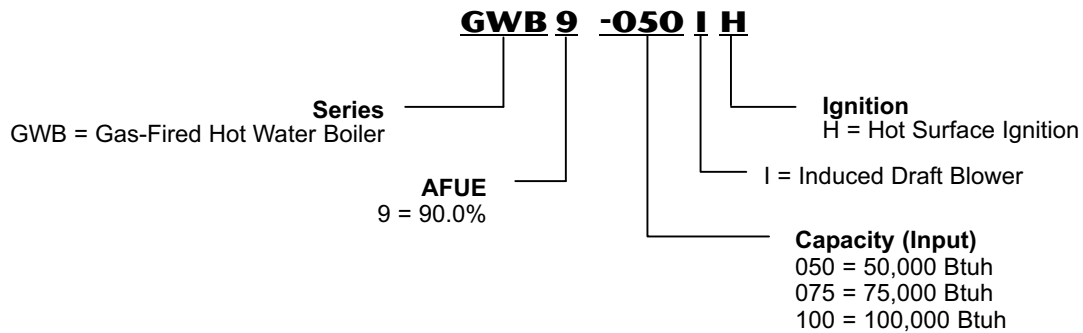 GWB 9 -050 I H
Series
GWB = Gas-Fired Hot Water Boiler
AFUE
9 = 90.0%
Ignition
H = Hot Surface Ignition
I = Induced Draft Blower
Capacity (Input)
050 = 50,000 Btuh
075 = 75,000 Btuh
100 = 100,000 Btuh